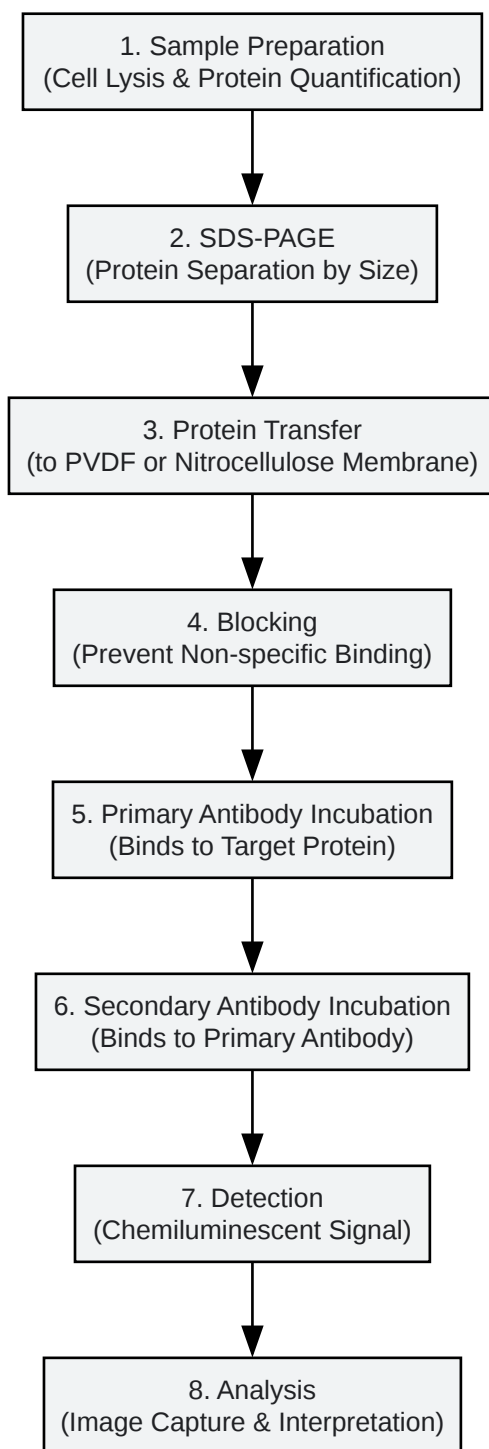 1. Sample Preparation
(Cell Lysis & Protein Quantification)
2. SDS-PAGE
(Protein Separation by Size)
3. Protein Transfer
(to PVDF or Nitrocellulose Membrane)
4. Blocking
(Prevent Non-specific Binding)
5. Primary Antibody Incubation
(Binds to Target Protein)
6. Secondary Antibody Incubation
(Binds to Primary Antibody)
7. Detection
(Chemiluminescent Signal)
8. Analysis
(Image Capture & Interpretation)